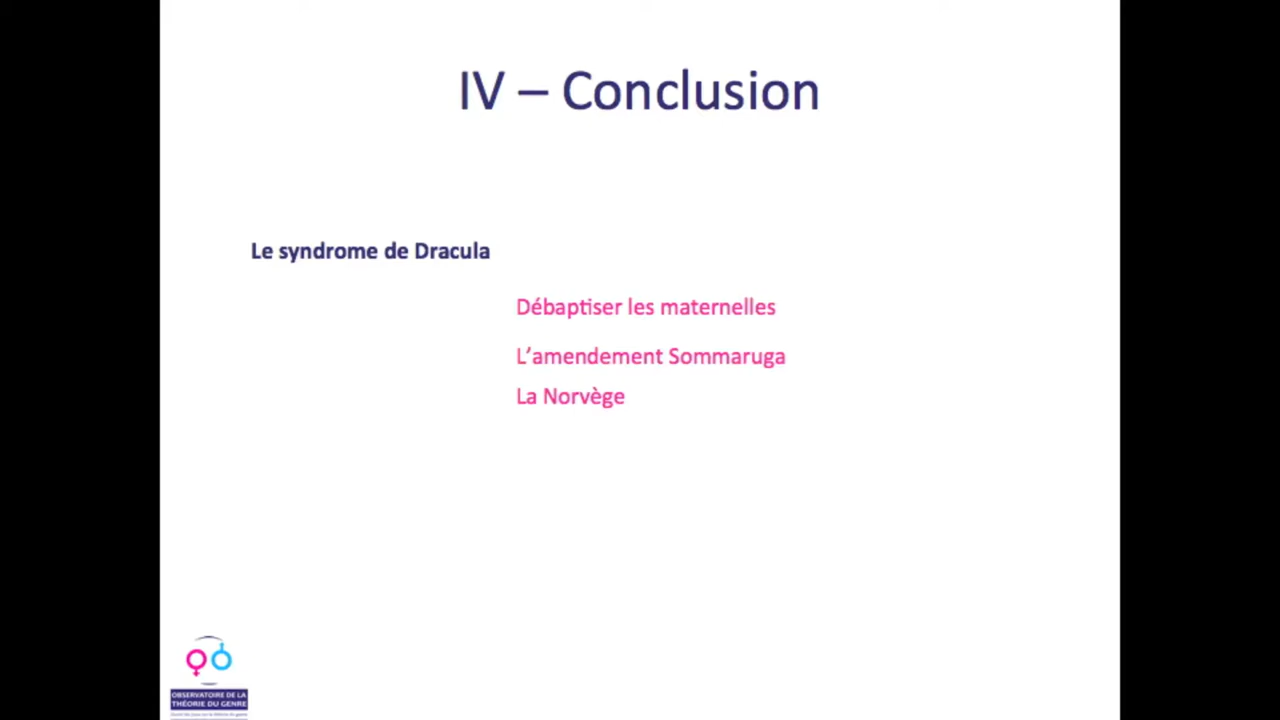 IV – Conclusion
Le syndrome de Dracula
Débaptiser les maternelles
L’amendement Sommaruga
La Norvège
OBSERVATOIRE DE LA
THÉORIE DU GENRE